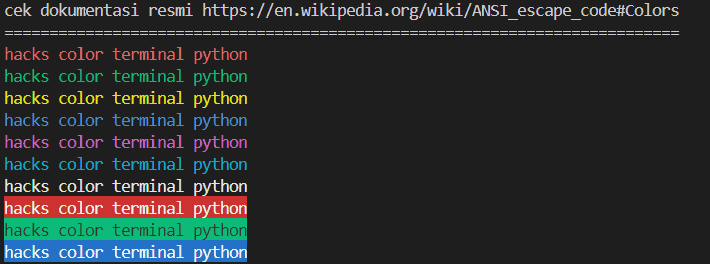 cek dokumentasi resmi https://en.wikipedia.org/wiki/ANSI_escape_code#Colors
===========================================================================
hacks color terminal python
hacks color terminal python
hacks color terminal python
hacks color terminal python
hacks color terminal python
hacks color terminal python
hacks color terminal python
hacks color terminal python
hacks color terminal python
hacks color terminal python